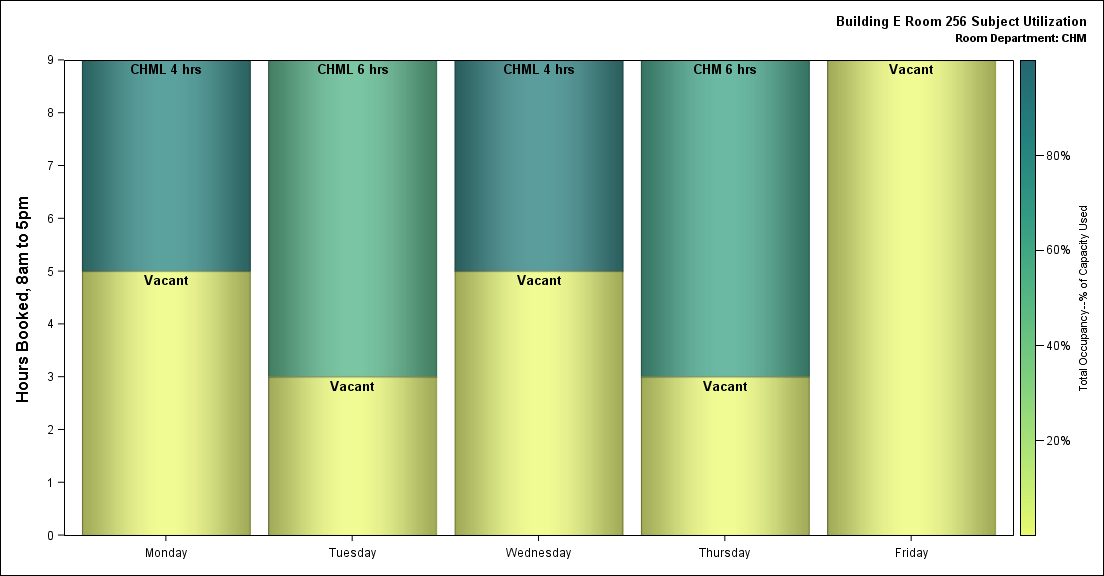 Building E Room 256 Subject Utilization
Room Department: CHM
Hours Booked, 8am to 5pm
9
8
7
6
5
4
3
2
1
0
CHML 4 hrs
Vacant
CHML 6 hrs
Vacant
CHML 4 hrs
Vacant
CHM 6 hrs
Vacant
Vacant
Monday
Tuesday
Wednesday
Thursday
Friday
80%
60%
40%
20%
Total Occupancy--% of Capacity Used